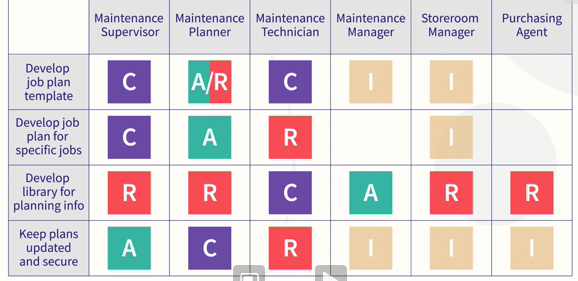 Maintenance Supervisor
Maintenance Planner
Maintenance Technician
Maintenance Manager
Storeroom Manager
Purchasing Agent
Develop
job plan
template
C
A/R
C
I
I
Develop job
plan for
specific jobs
C
A
R
I
Develop
library for
planning info
R
R
C
A
R
R
Keep plans
updated
and secure
A
C
R
I
I
I